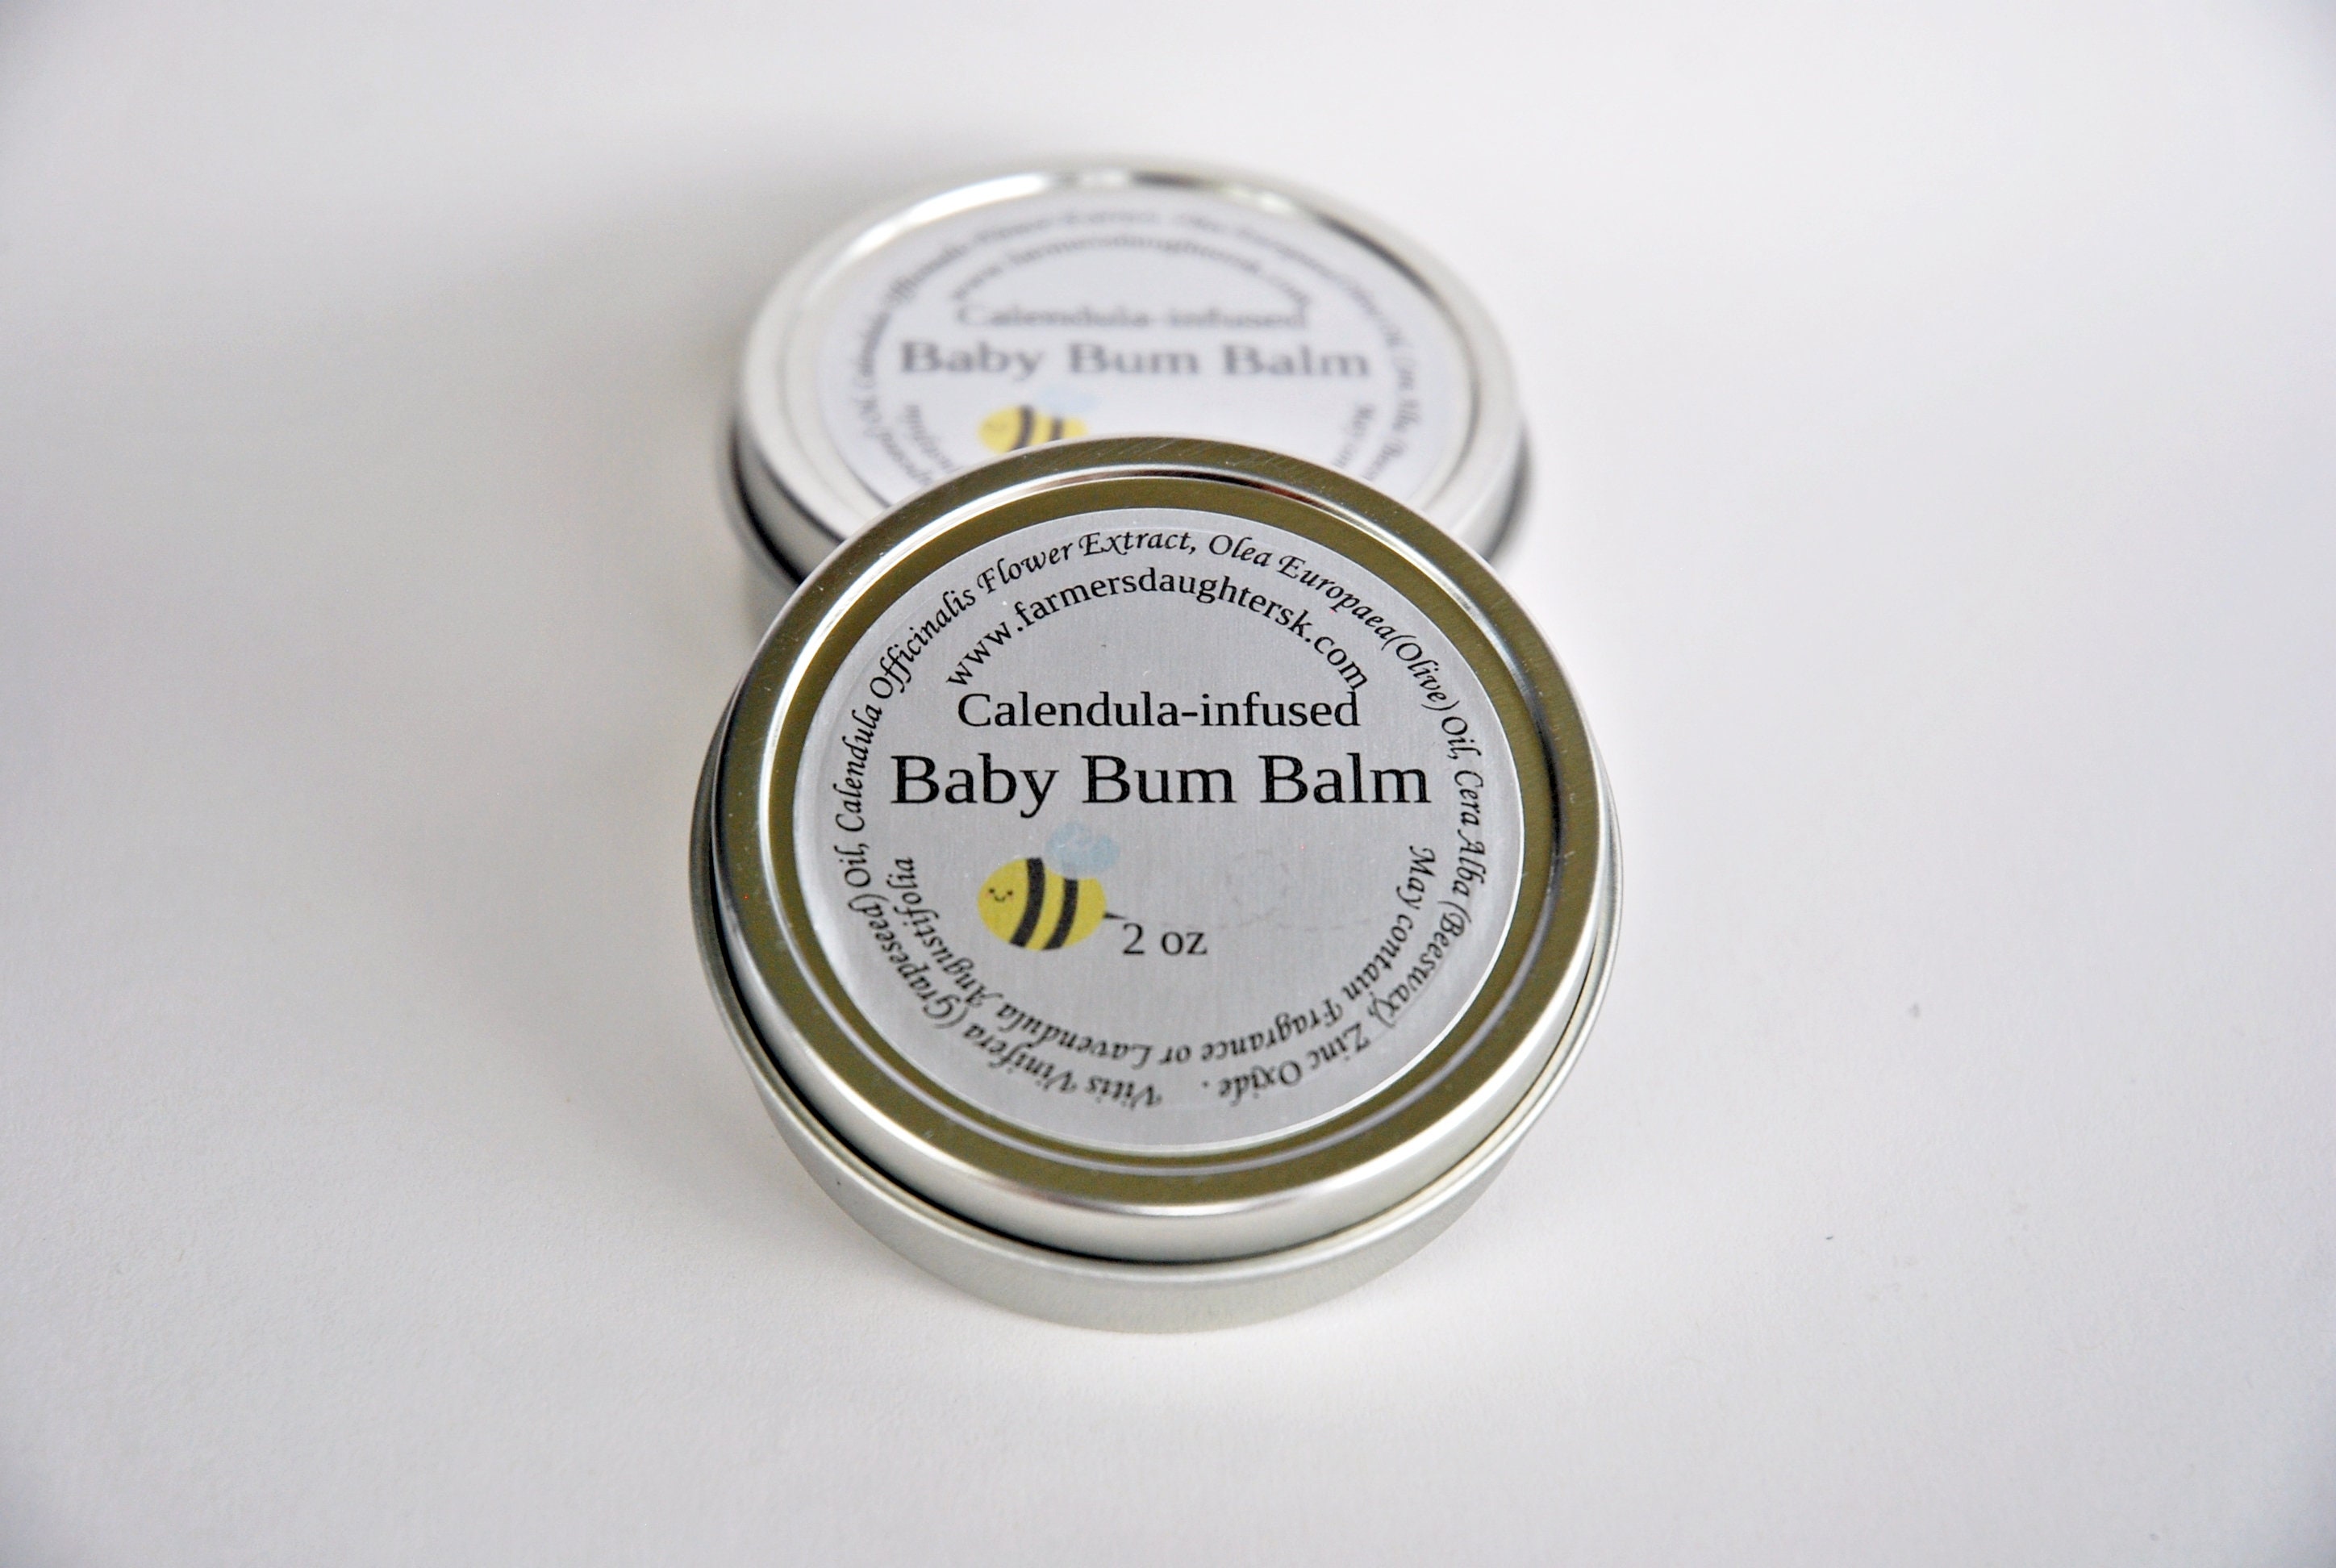 Calendula-infused
Baby Bum Balm
Vitis Vinifera (Grapeseed) Oil, Calendula Officinalis Flower Extract, Olea Europaea(Olive) Oil, Cera Alba (Beeswax), Zinc Oxide .
www.farmersdaughtersk.com
Calendula-infused
Baby Bum Balm
2 oz
May contain Fragrance or Lavendula Angustifolia